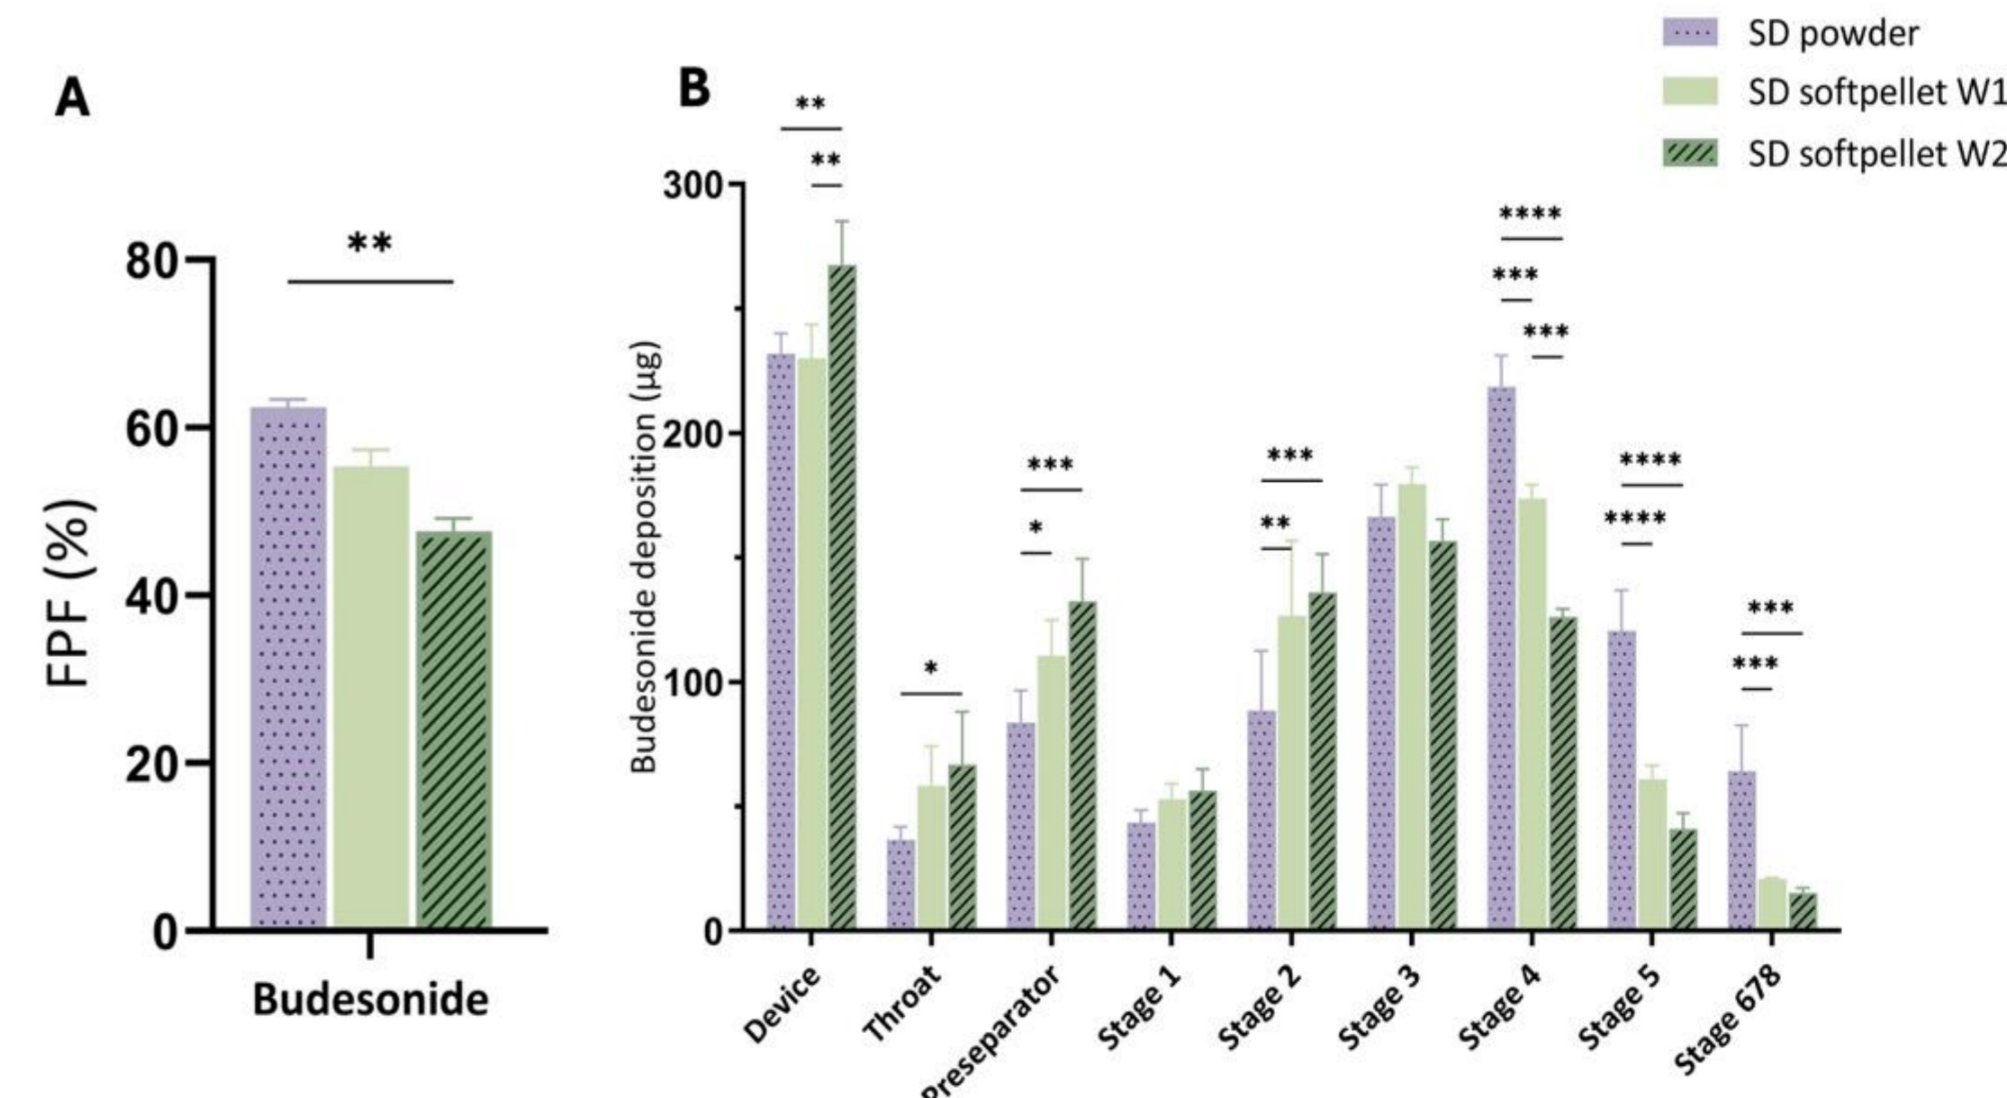 SD powder
SD softpellet W1
SD softpellet W2
A
FPF (%)
80
60
40
20
0
**
Budesonide
B
Budesonide deposition (µg)
300
200
100
0
**
**
*
***
*
***
**
****
***
***
****
****
***
***
Device
Throat
Preseparator
Stage 1
Stage 2
Stage 3
Stage 4
Stage 5
Stage 678